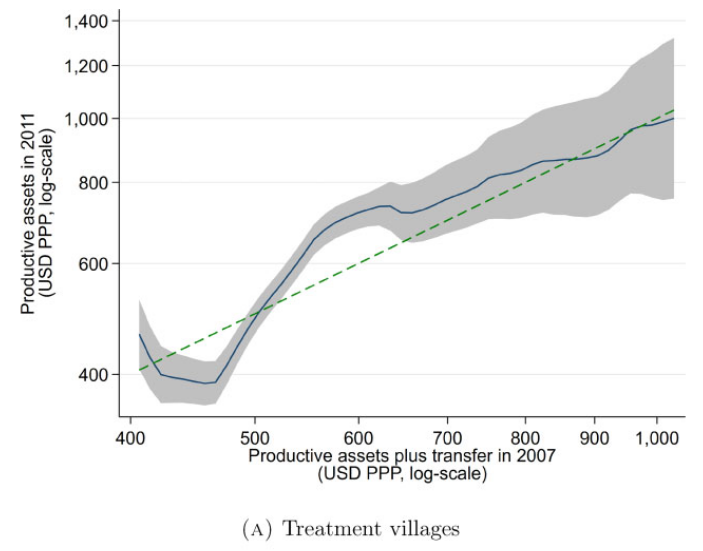 1,400
1,200
1,000
800
600
400
Productive assets in 2011
(USD PPP, log-scale)
400 500 600 700 800 900 1,000
Productive assets plus transfer in 2007
(USD PPP, log-scale)
(A) Treatment villages